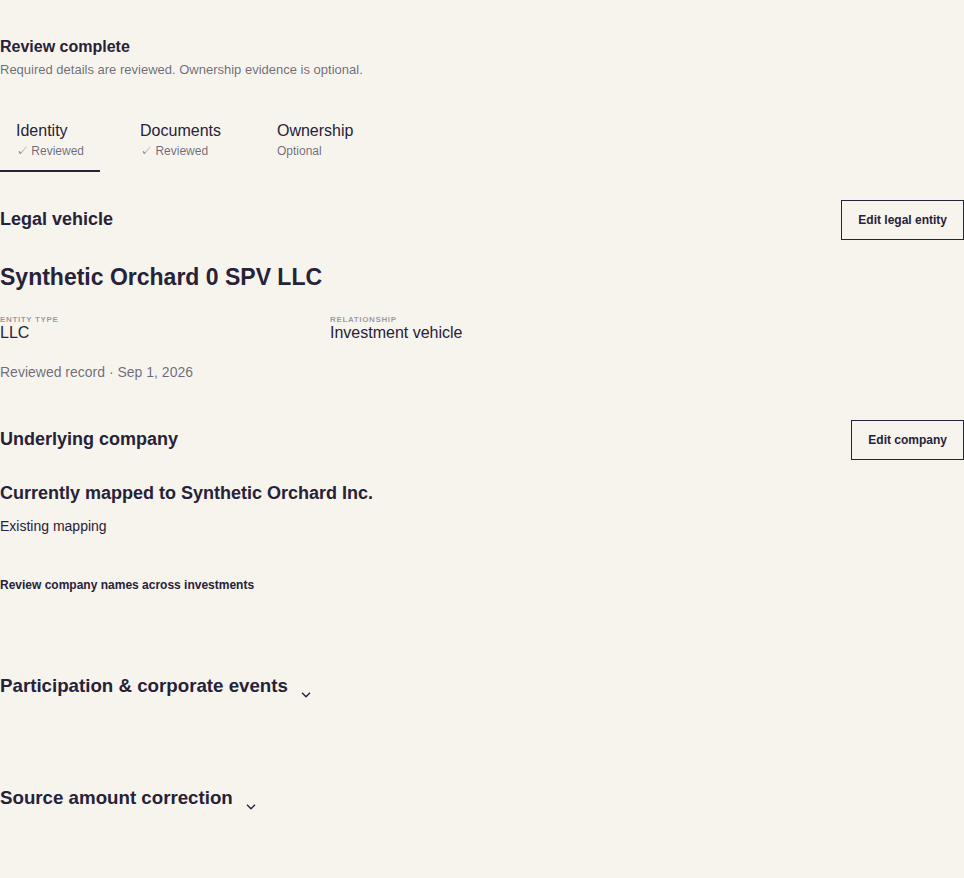 Review complete
Required details are reviewed. Ownership evidence is optional.
Identity
✓ Reviewed
Documents
✓ Reviewed
Ownership
Optional
Legal vehicle
Edit legal entity
Synthetic Orchard 0 SPV LLC
ENTITY TYPE
LLC
RELATIONSHIP
Investment vehicle
Reviewed record · Sep 1, 2026
Underlying company
Edit company
Currently mapped to Synthetic Orchard Inc.
Existing mapping
Review company names across investments
Participation & corporate events
Source amount correction